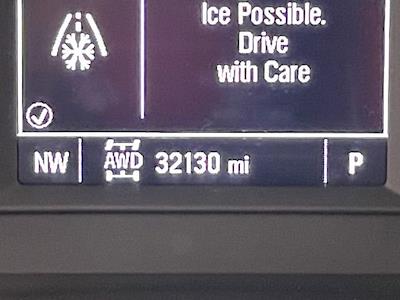 Ice Possible.
Drive
with Care
NW AWD 32130 mi P